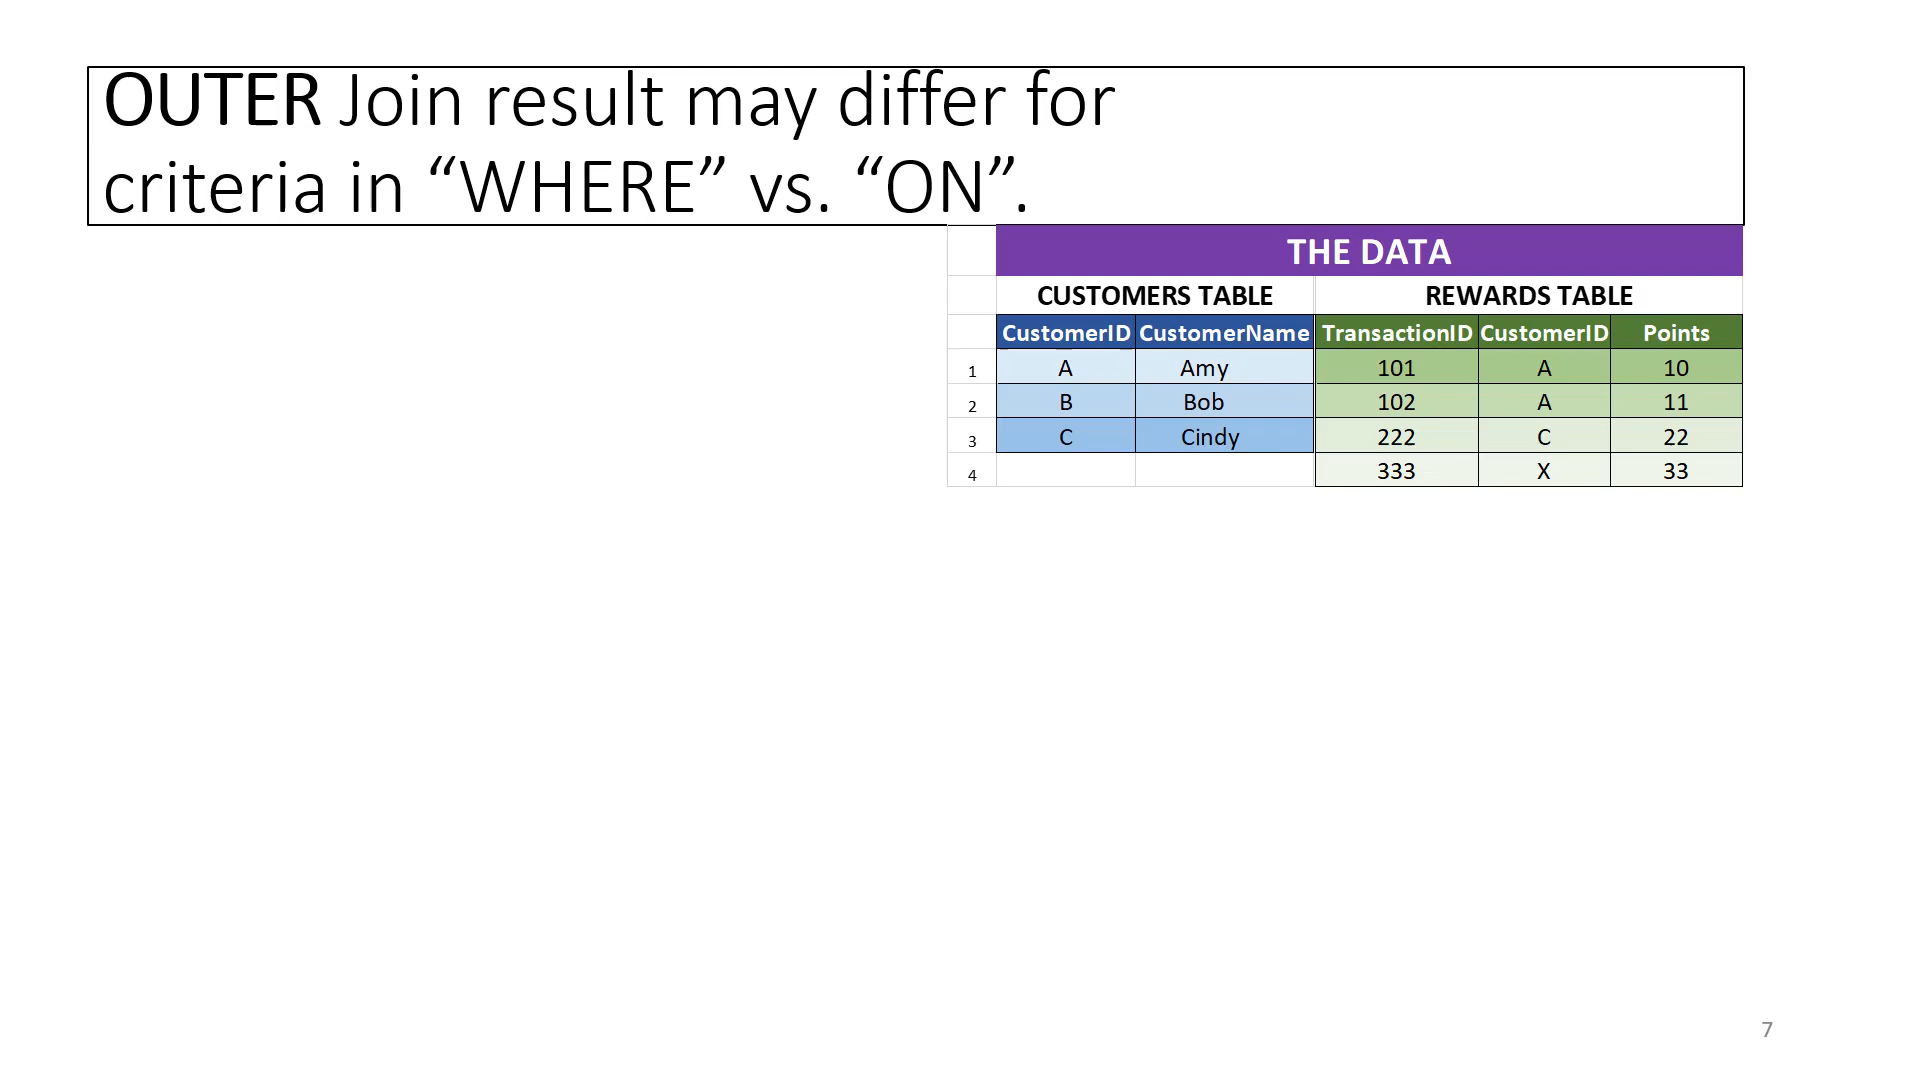 OUTER Join result may differ for
criteria in “WHERE” vs. “ON”.
THE DATA
CUSTOMERS TABLE REWARDS TABLE
CustomerID CustomerName TransactionID CustomerID Points
1 A Amy 101 A 10
2 B Bob 102 A 11
3 C Cindy 222 C 22
4 333 X 33
7